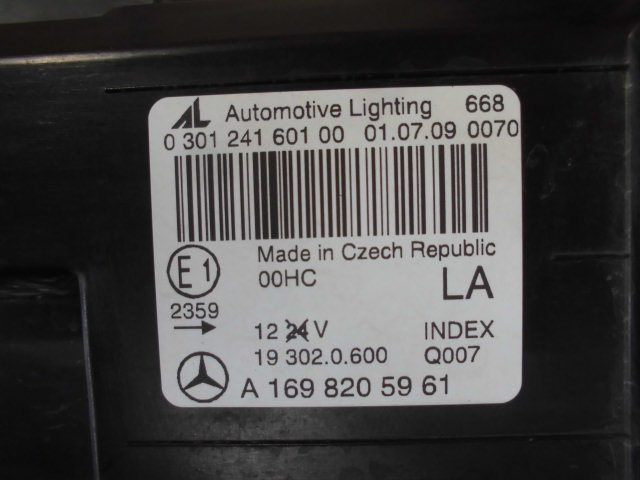 AL Automotive Lighting 668
0 301 241 601 00 01.07.09 0070
Made in Czech Republic
E1 00HC LA
2359
12 24 V INDEX
19 302.0.600 Q007
A 169 820 59 61